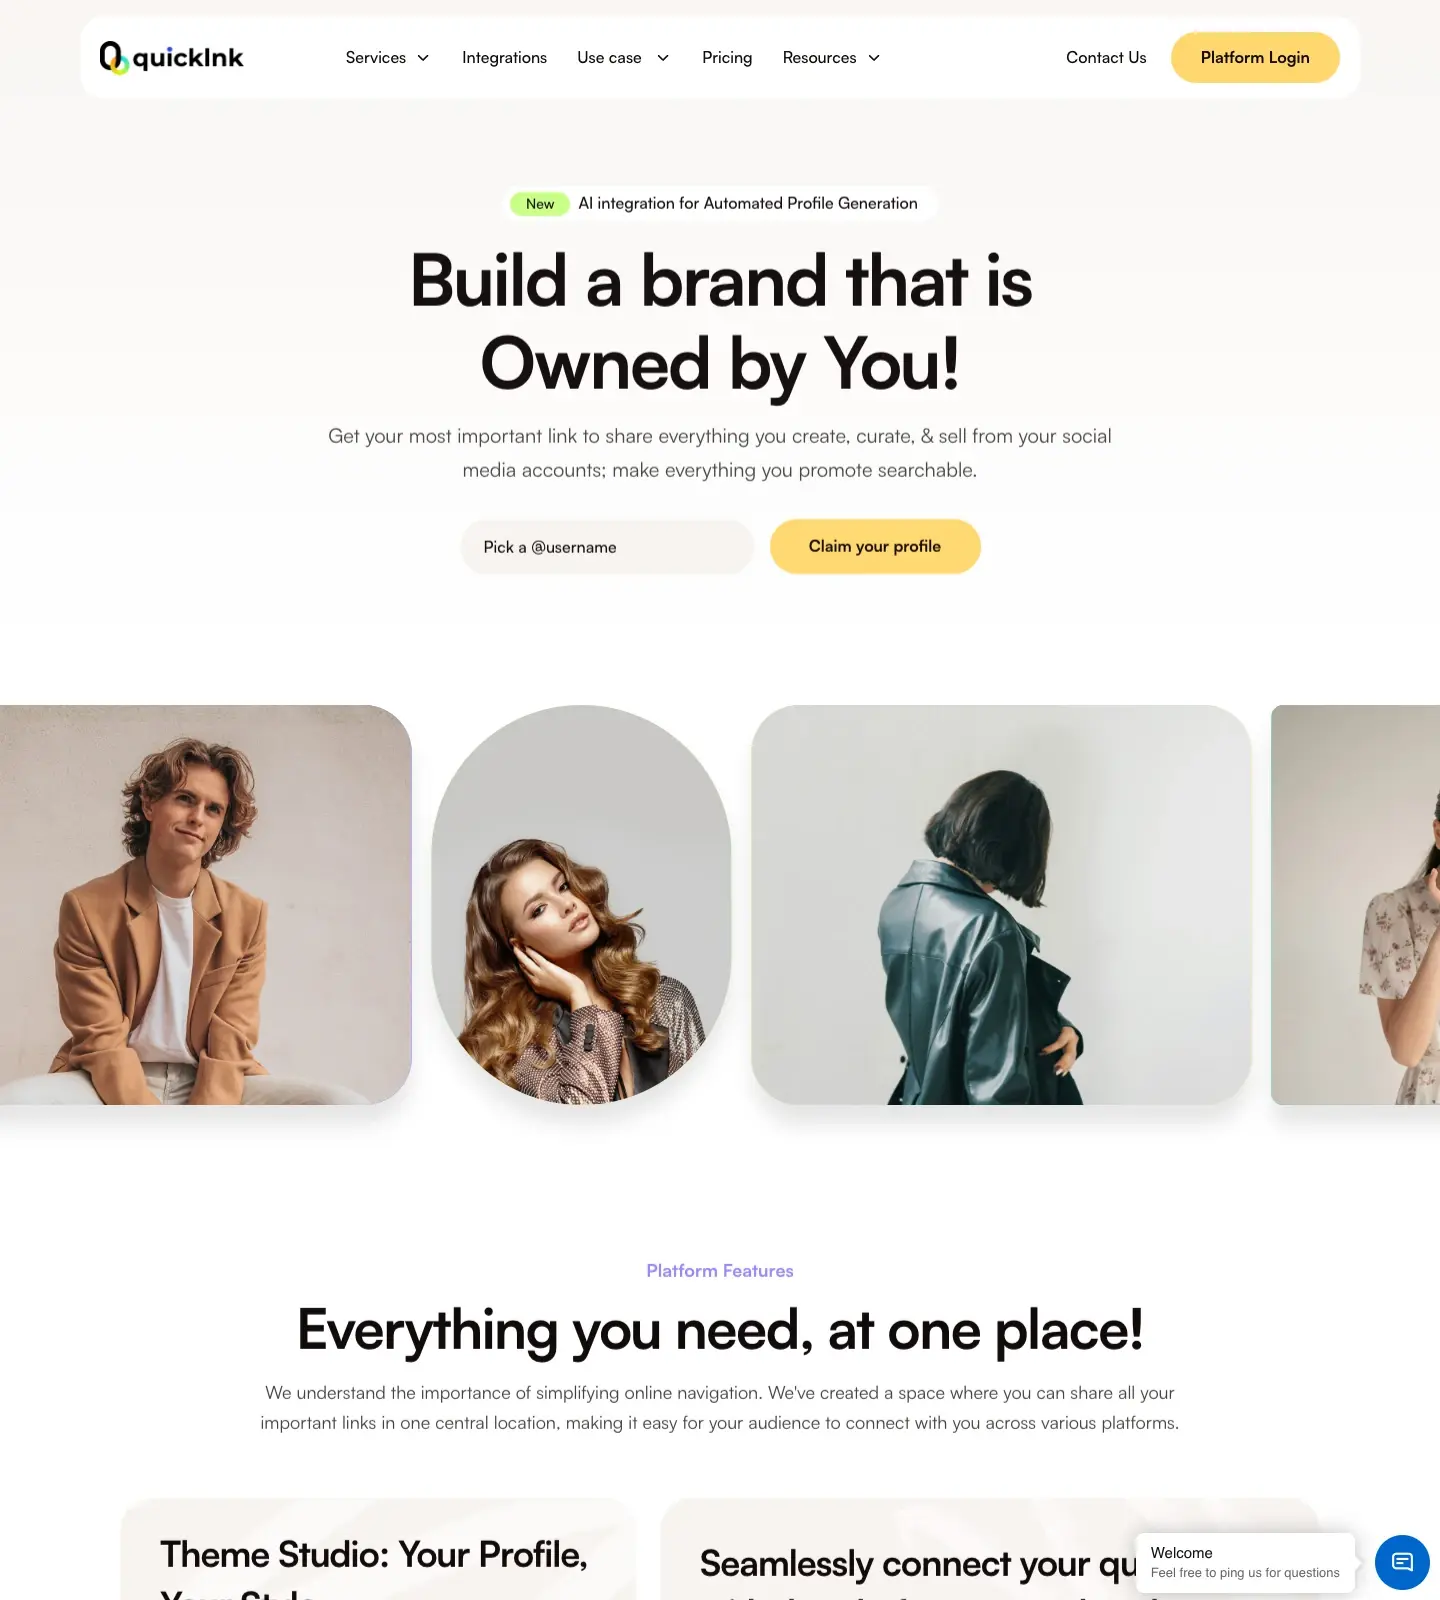 quickInk
Services
Integrations
Use case
Pricing
Resources
Contact Us
Platform Login
New
AI integration for Automated Profile Generation
Build a brand that is
Owned by You!
Get your most important link to share everything you create, curate, & sell from your social
media accounts; make everything you promote searchable.
Pick a @username
Claim your profile
Platform Features
Everything you need, at one place!
We understand the importance of simplifying online navigation. We've created a space where you can share all your
important links in one central location, making it easy for your audience to connect with you across various platforms.
Theme Studio: Your Profile,
Seamlessly connect your
Welcome
Feel free to ping us for questions